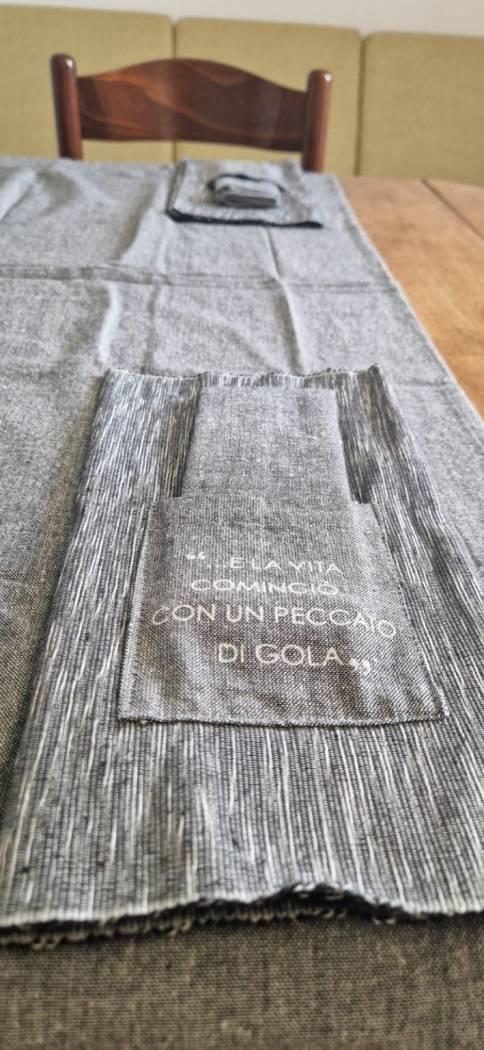 “...E LA VITA
COMINCIÒ
CON UN PECCATO
DI GOLA„